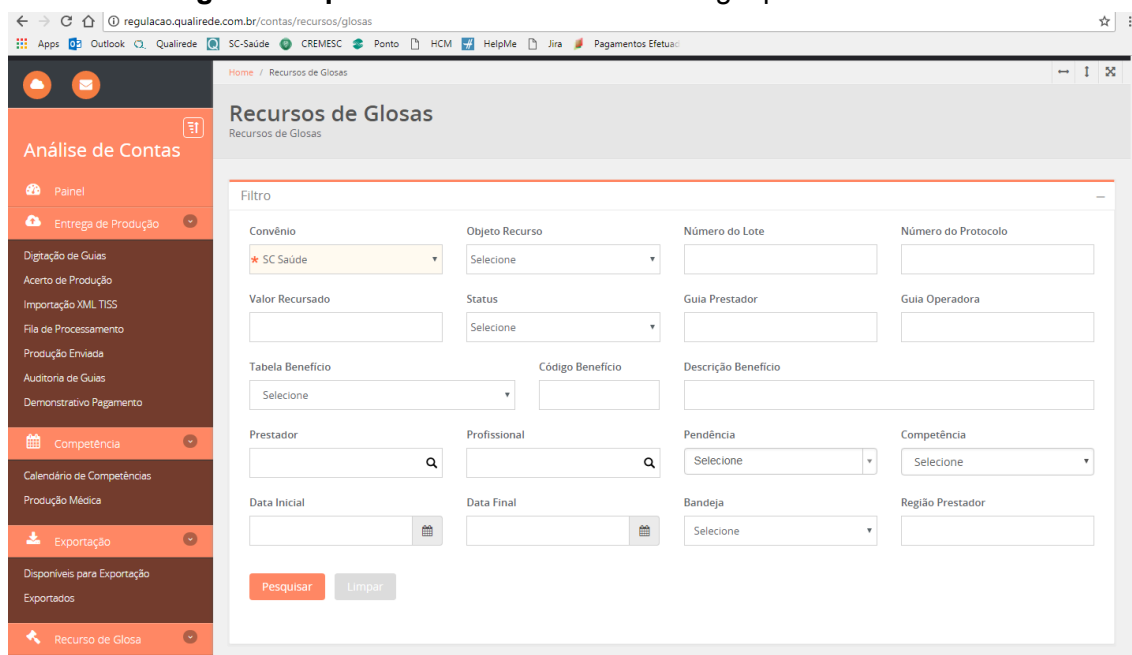 regulacao.qualirede.com.br/contas/recursos/glosas
Apps Outlook Qualirede SC-Saúde CREMESC Ponto HCM HelpMe Jira Pagamentos Efetuad
Home / Recursos de Glosas
Recursos de Glosas
Recursos de Glosas
Análise de Contas
Painel
Entrega de Produção
Digitação de Guias
Acerto de Produção
Importação XML TISS
Fila de Processamento
Produção Enviada
Auditoria de Guias
Demonstrativo Pagamento
Competência
Calendário de Competências
Produção Médica
Exportação
Disponíveis para Exportação
Exportados
Recurso de Glosa
Filtro
Convênio Objeto Recurso Número do Lote Número do Protocolo
* SC Saúde Selecione
Valor Recursado Status Guia Prestador Guia Operadora
Selecione
Tabela Benefício Código Benefício Descrição Benefício
Selecione
Prestador Profissional Pendência Competência
Selecione Selecione
Data Inicial Data Final Bandeja Região Prestador
Selecione
Pesquisar Limpar